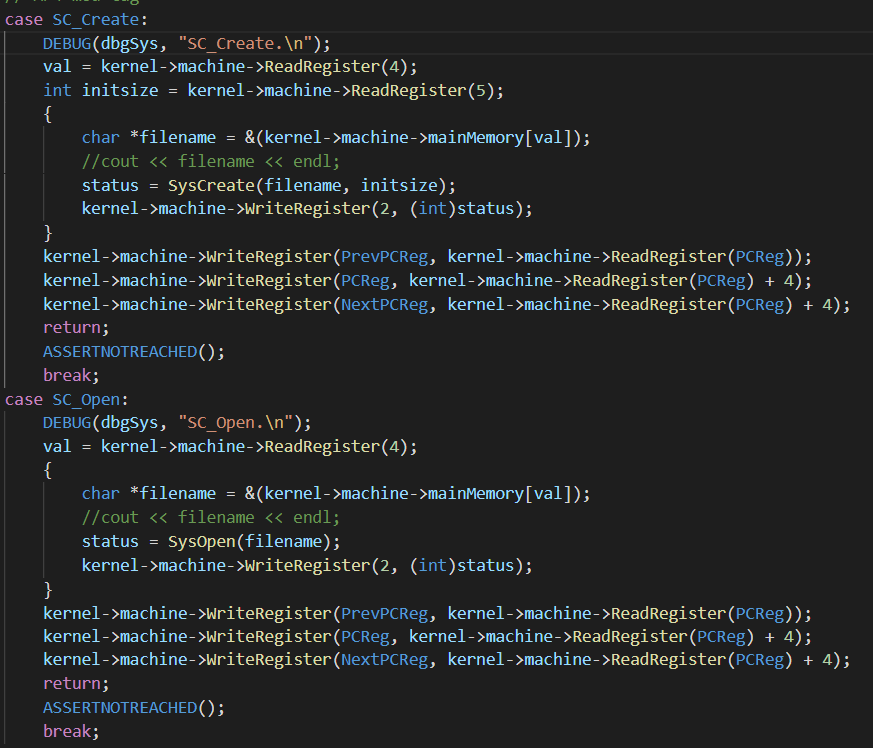 case SC_Create:
    DEBUG(dbgSys, "SC_Create.\n");
    val = kernel->machine->ReadRegister(4);
    int initsize = kernel->machine->ReadRegister(5);
    {
        char *filename = &(kernel->machine->mainMemory[val]);
        //cout << filename << endl;
        status = SysCreate(filename, initsize);
        kernel->machine->WriteRegister(2, (int)status);
    }
    kernel->machine->WriteRegister(PrevPCReg, kernel->machine->ReadRegister(PCReg));
    kernel->machine->WriteRegister(PCReg, kernel->machine->ReadRegister(PCReg) + 4);
    kernel->machine->WriteRegister(NextPCReg, kernel->machine->ReadRegister(PCReg) + 4);
    return;
    ASSERTNOTREACHED();
    break;
case SC_Open:
    DEBUG(dbgSys, "SC_Open.\n");
    val = kernel->machine->ReadRegister(4);
    {
        char *filename = &(kernel->machine->mainMemory[val]);
        //cout << filename << endl;
        status = SysOpen(filename);
        kernel->machine->WriteRegister(2, (int)status);
    }
    kernel->machine->WriteRegister(PrevPCReg, kernel->machine->ReadRegister(PCReg));
    kernel->machine->WriteRegister(PCReg, kernel->machine->ReadRegister(PCReg) + 4);
    kernel->machine->WriteRegister(NextPCReg, kernel->machine->ReadRegister(PCReg) + 4);
    return;
    ASSERTNOTREACHED();
    break;